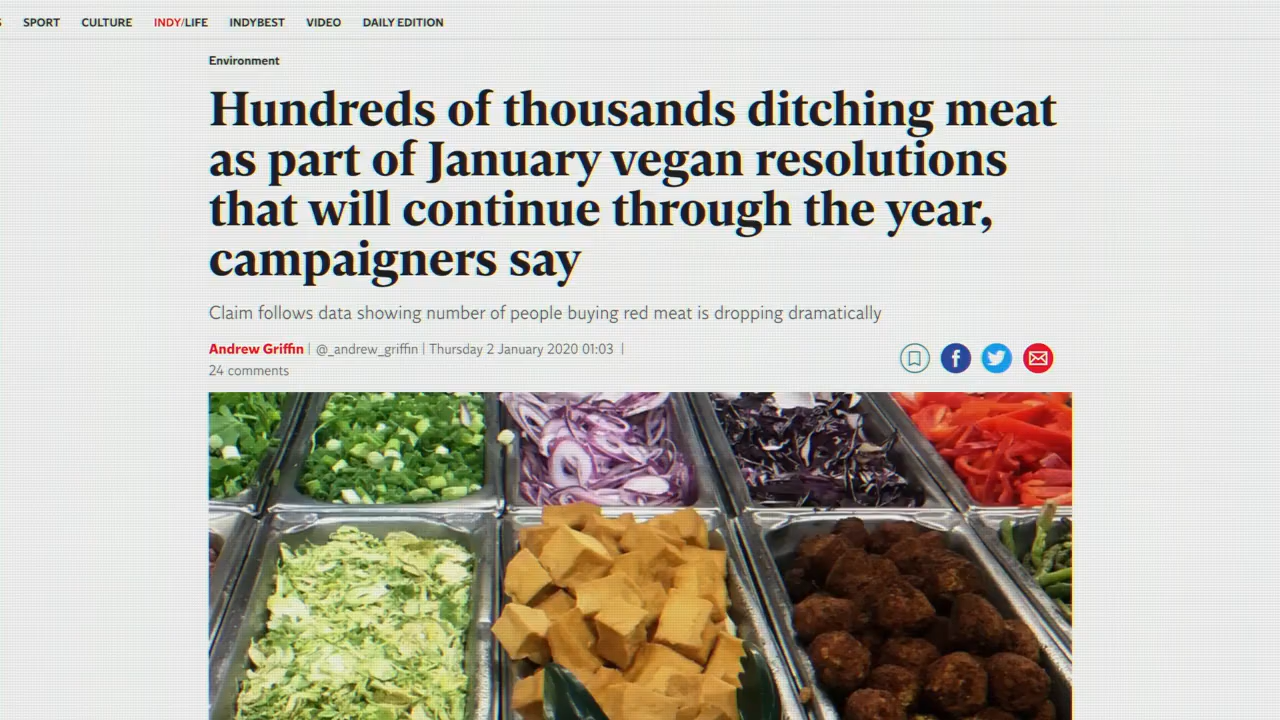 SPORT CULTURE INDY/LIFE INDYBEST VIDEO DAILY EDITION
Environment
Hundreds of thousands ditching meat
as part of January vegan resolutions
that will continue through the year,
campaigners say
Claim follows data showing number of people buying red meat is dropping dramatically
Andrew Griffin | @_andrew_griffin | Thursday 2 January 2020 01:03 |
24 comments